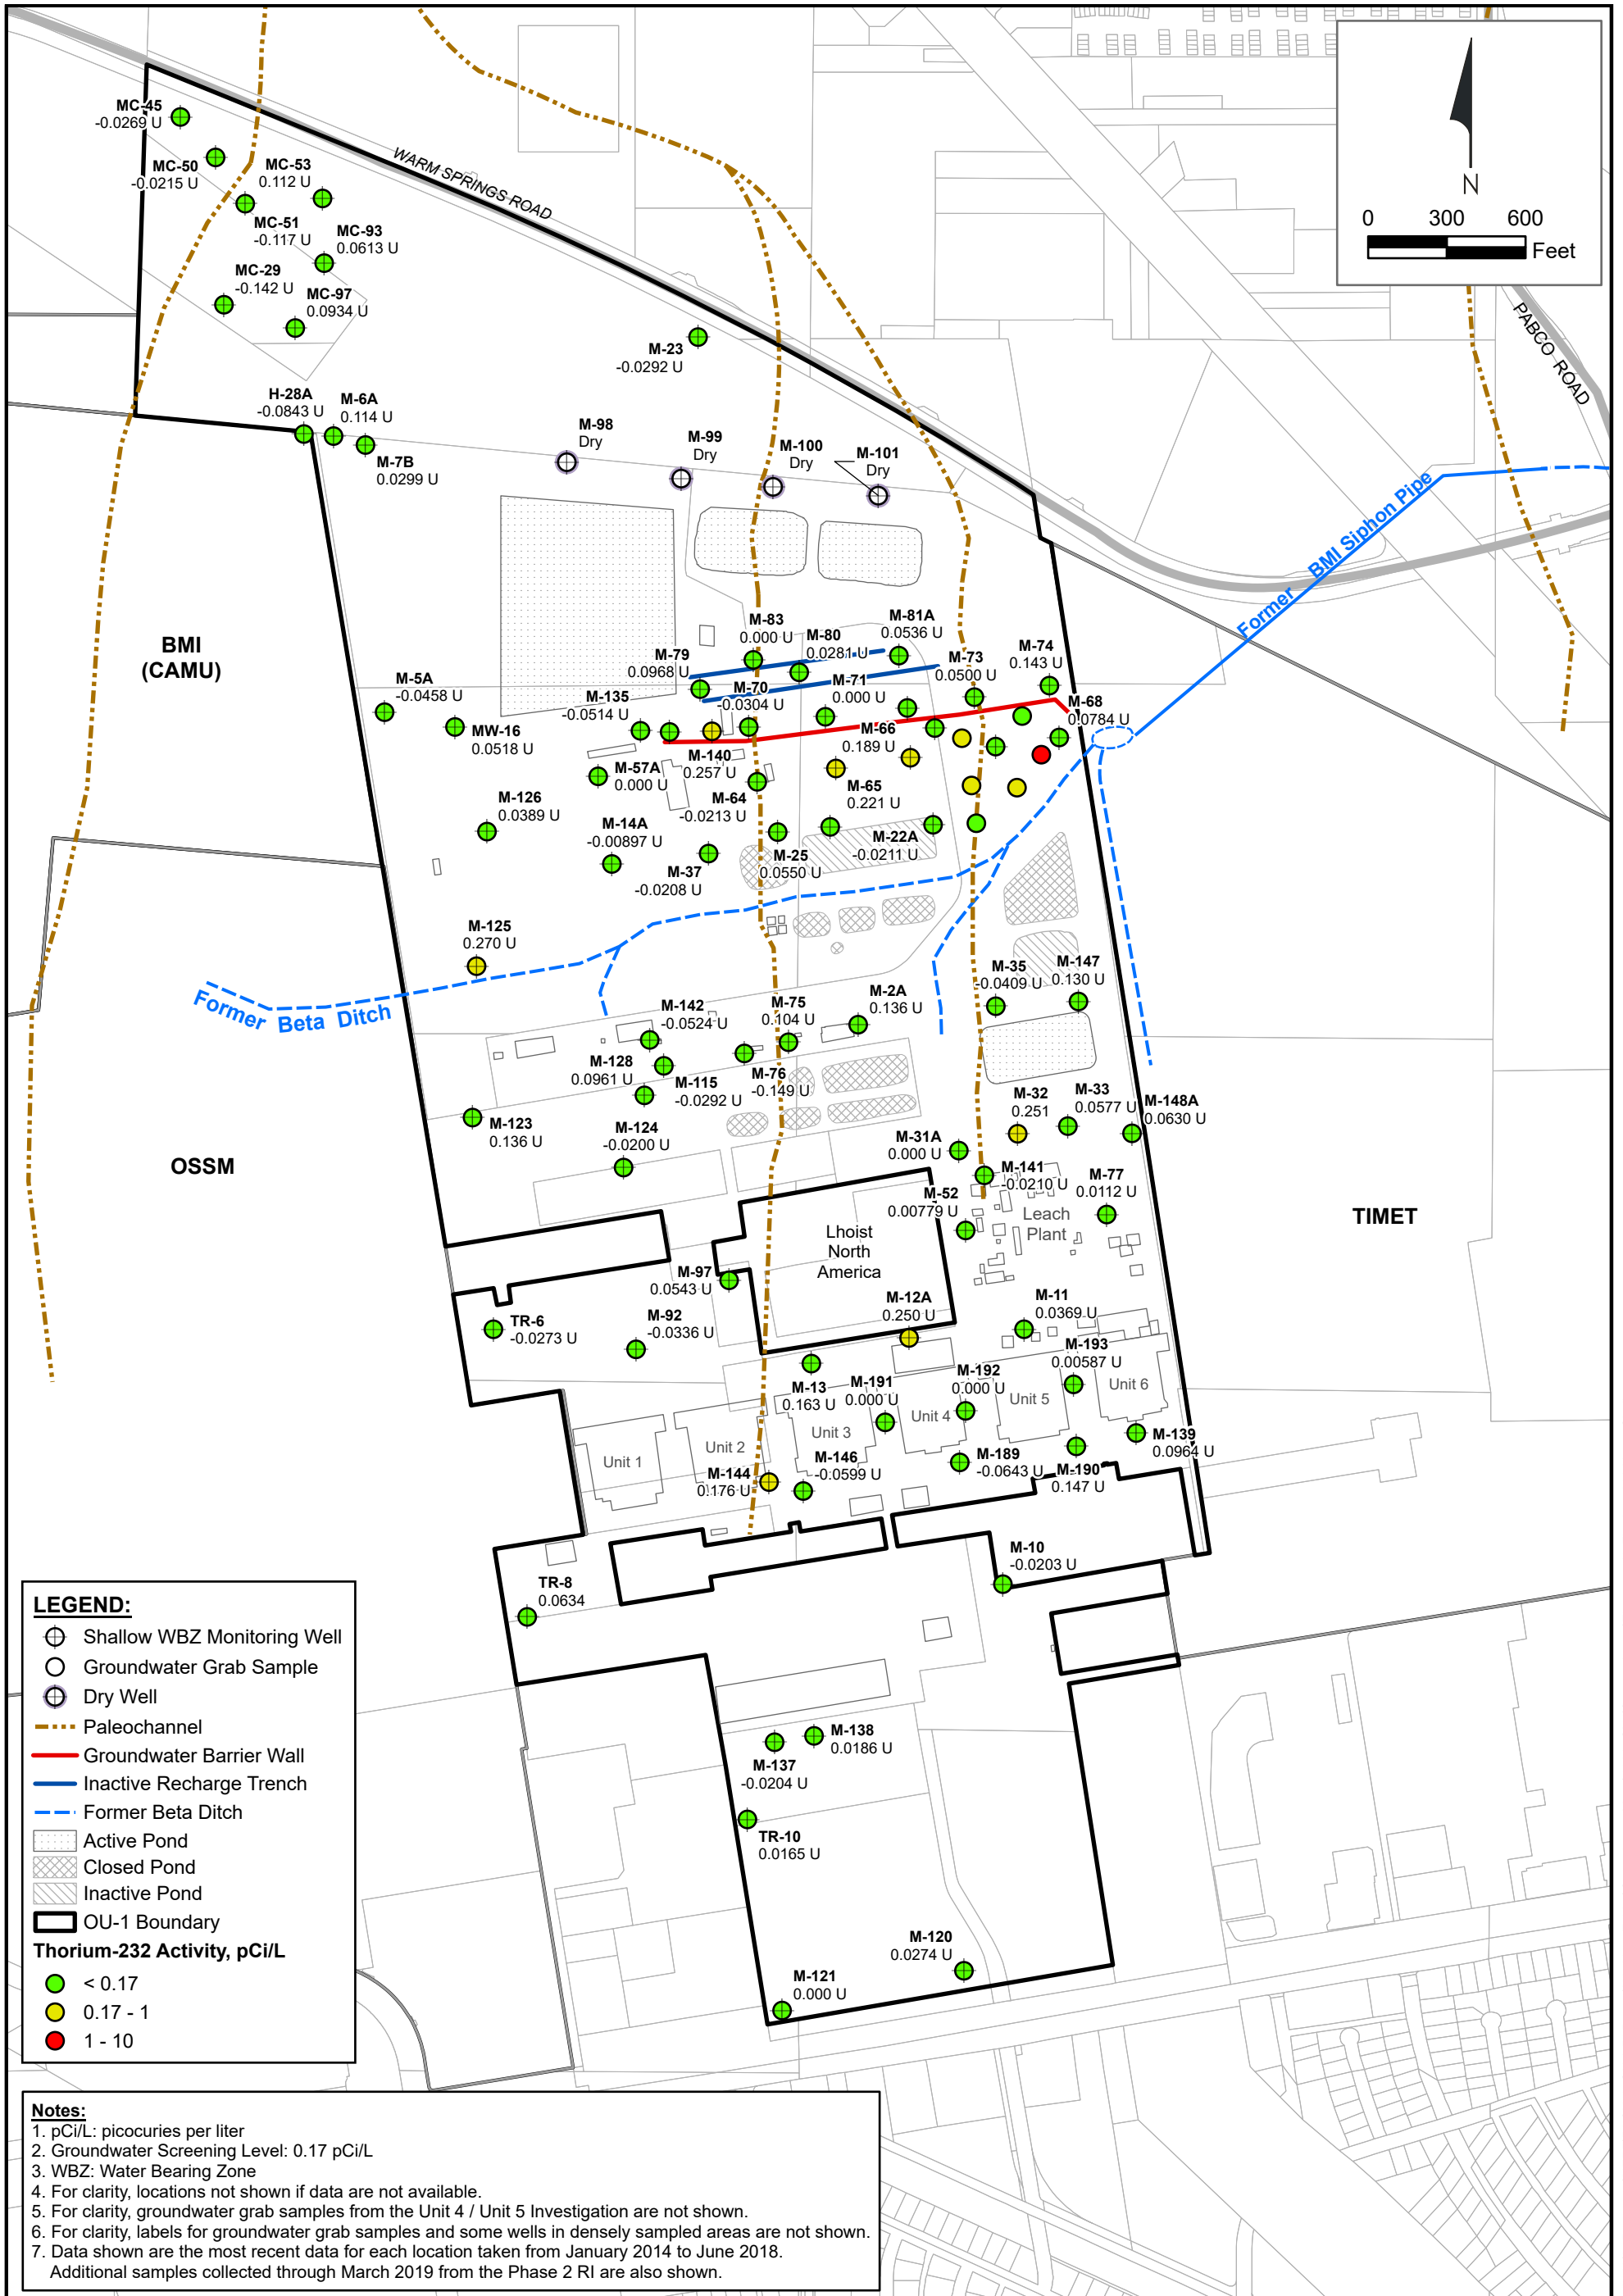 MC-45
-0.0269 U
MC-50
-0.0215 U
MC-53
0.112 U
MC-51
-0.117 U
MC-93
0.0613 U
MC-29
-0.142 U
MC-97
0.0934 U
WARM SPRINGS ROAD
N
0 300 600
Feet
PABCO ROAD
M-23
-0.0292 U
H-28A
-0.0843 U
M-6A
0.114 U
M-7B
0.0299 U
M-98
Dry
M-99
Dry
M-100
Dry
M-101
Dry
Former BMI Siphon Pipe
BMI
(CAMU)
M-83
0.000 U
M-80
0.0281 U
M-81A
0.0536 U
M-79
0.0968 U
M-73
0.0500 U
M-74
0.143 U
M-5A
-0.0458 U
M-135
-0.0514 U
M-70
-0.0304 U
M-71
0.000 U
M-68
0.0784 U
MW-16
0.0518 U
M-66
0.189 U
M-140
0.257 U
M-57A
0.000 U
M-64
-0.0213 U
M-65
0.221 U
M-126
0.0389 U
M-14A
-0.00897 U
M-22A
-0.0211 U
M-37
-0.0208 U
M-25
0.0550 U
M-125
0.270 U
Former Beta Ditch
M-35
-0.0409 U
M-147
0.130 U
M-142
-0.0524 U
M-75
0.104 U
M-2A
0.136 U
M-128
0.0961 U
M-115
-0.0292 U
M-76
-0.149 U
M-123
0.136 U
M-124
-0.0200 U
M-32
0.251
M-33
0.0577 U
M-148A
0.0630 U
M-31A
0.000 U
M-141
-0.0210 U
M-52
0.00779 U
M-77
0.0112 U
Leach
Plant
OSSM
TIMET
Lhoist
North
America
M-97
0.0543 U
M-12A
0.250 U
M-11
0.0369 U
TR-6
-0.0273 U
M-92
-0.0336 U
M-193
0.00587 U
M-13
0.163 U
M-191
0.000 U
M-192
0.000 U
Unit 1
Unit 2
Unit 3
Unit 4
Unit 5
Unit 6
M-139
0.0964 U
M-144
0.176 U
M-146
-0.0599 U
M-189
-0.0643 U
M-190
0.147 U
M-10
-0.0203 U
TR-8
0.0634
M-138
0.0186 U
M-137
-0.0204 U
TR-10
0.0165 U
M-120
0.0274 U
M-121
0.000 U
LEGEND:
Shallow WBZ Monitoring Well
Groundwater Grab Sample
Dry Well
Paleochannel
Groundwater Barrier Wall
Inactive Recharge Trench
Former Beta Ditch
Active Pond
Closed Pond
Inactive Pond
OU-1 Boundary
Thorium-232 Activity, pCi/L
< 0.17
0.17 - 1
1 - 10
Notes:
1. pCi/L: picocuries per liter
2. Groundwater Screening Level: 0.17 pCi/L
3. WBZ: Water Bearing Zone
4. For clarity, locations not shown if data are not available.
5. For clarity, groundwater grab samples from the Unit 4 / Unit 5 Investigation are not shown.
6. For clarity, labels for groundwater grab samples and some wells in densely sampled areas are not shown.
7. Data shown are the most recent data for each location taken from January 2014 to June 2018.
Additional samples collected through March 2019 from the Phase 2 RI are also shown.